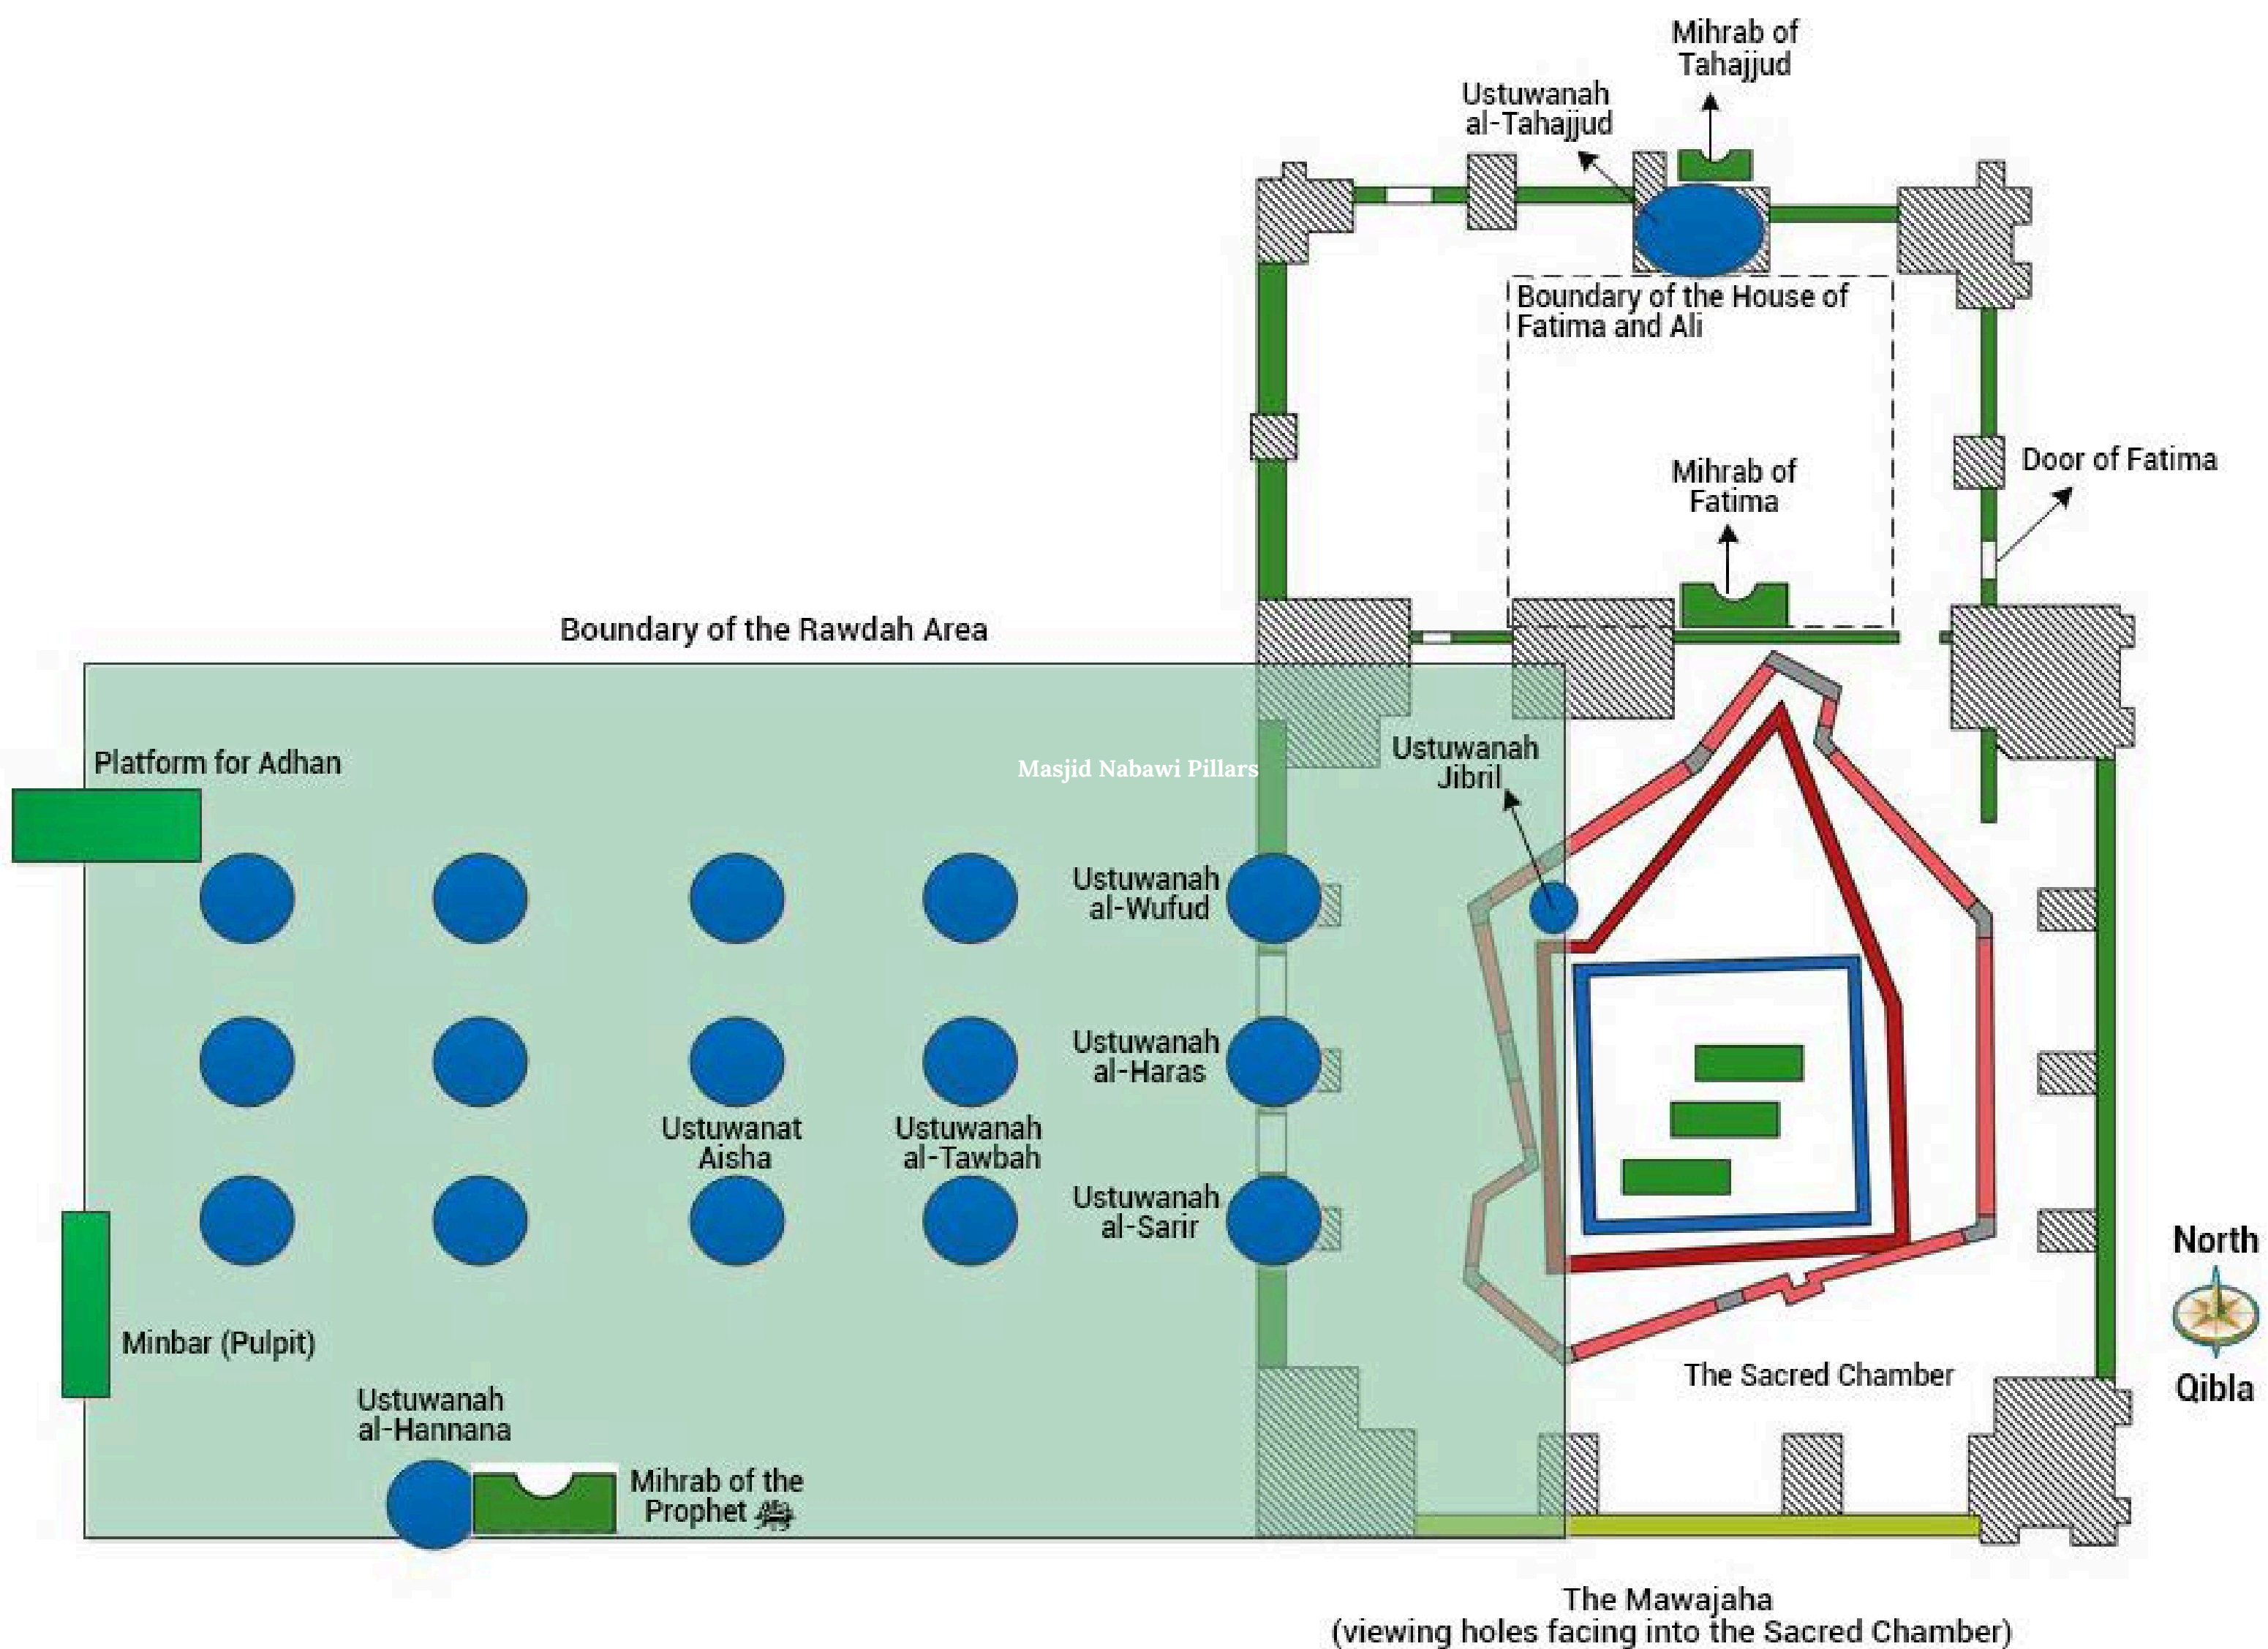 Mihrab of
Tahajjud
Ustuwanah
al-Tahajjud
Boundary of the House of
Fatima and Ali
Door of Fatima
Mihrab of
Fatima
Boundary of the Rawdah Area
Platform for Adhan
Masjid Nabawi Pillars
Ustuwanah
Jibril
Ustuwanah
al-Wufud
Ustuwanah
al-Haras
Ustuwanat
Aisha
Ustuwanah
al-Tawbah
Ustuwanah
al-Sarir
North
Qibla
Minbar (Pulpit)
The Sacred Chamber
Ustuwanah
al-Hannana
Mihrab of the
Prophet ﷺ
The Mawajaha
(viewing holes facing into the Sacred Chamber)